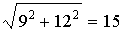 √(9² + 12²) = 15